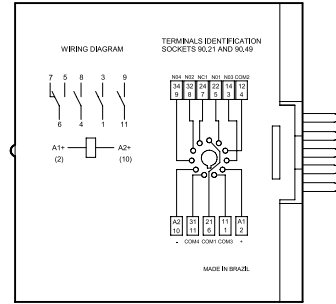 WIRING DIAGRAM
TERMINALS IDENTIFICATION
SOCKETS 90.21 AND 90.49
7 5 8 3 9
6 4 1 11
A1+ A2+
(2) (10)
N04 N02 NC1 N01 N03 COM2
34 32 24 22 14 12
9 8 7 5 3 4
A2 31 21 11 A1
10 11 6 1 2
- COM4 COM1 COM3 +
MADE IN BRAZIL